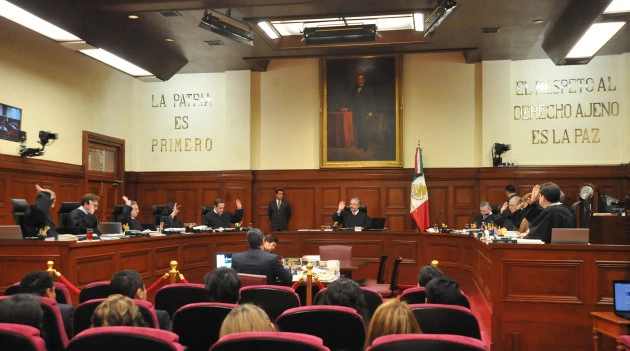 LA PATRIA
ES
PRIMERO
EL RESPETO AL
DERECHO AJENO
ES LA PAZ